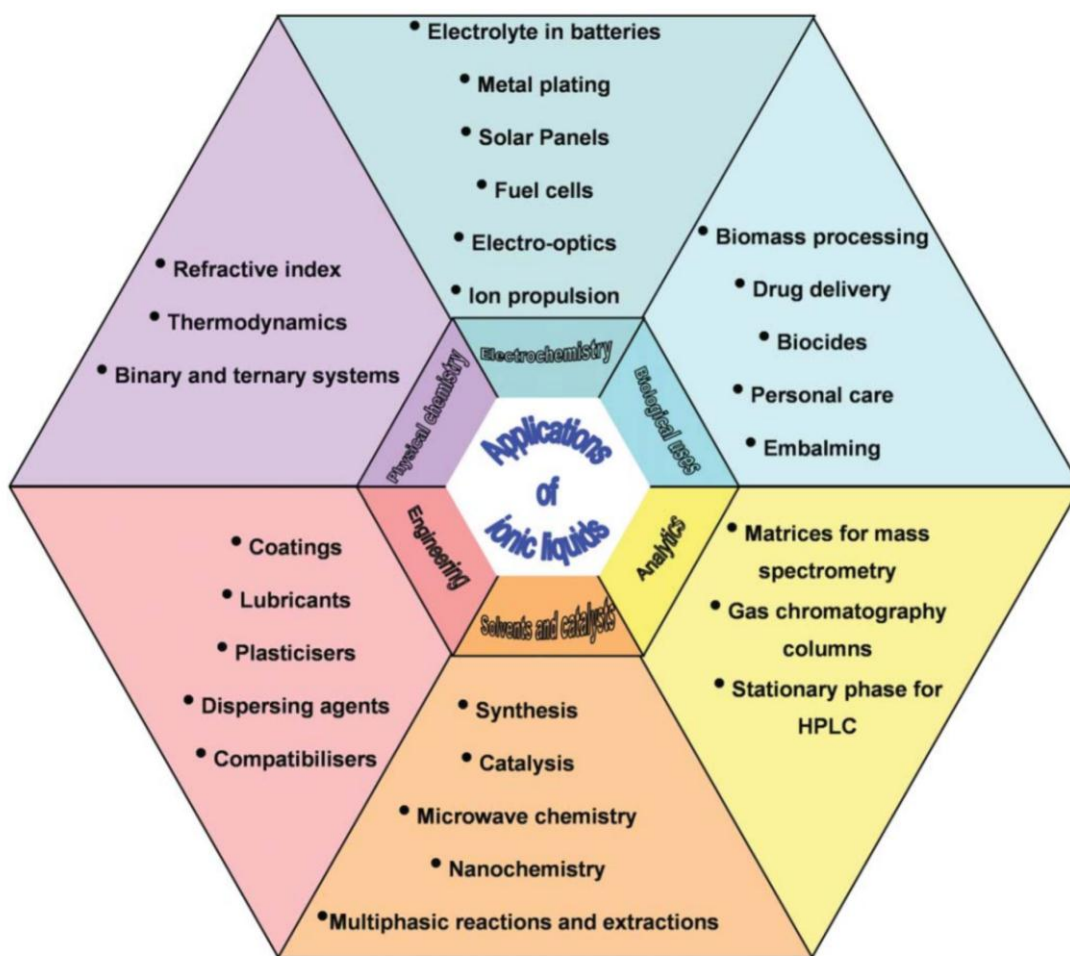 Applications
of
ionic liquids
Electrochemistry
• Electrolyte in batteries
• Metal plating
• Solar Panels
• Fuel cells
• Electro-optics
• Ion propulsion
Biological uses
• Biomass processing
• Drug delivery
• Biocides
• Personal care
• Embalming
Analytics
• Matrices for mass
spectrometry
• Gas chromatography
columns
• Stationary phase for
HPLC
Solvents and catalysts
• Synthesis
• Catalysis
• Microwave chemistry
• Nanochemistry
• Multiphasic reactions and extractions
Engineering
• Coatings
• Lubricants
• Plasticisers
• Dispersing agents
• Compatibilisers
Physical chemistry
• Refractive index
• Thermodynamics
• Binary and ternary systems